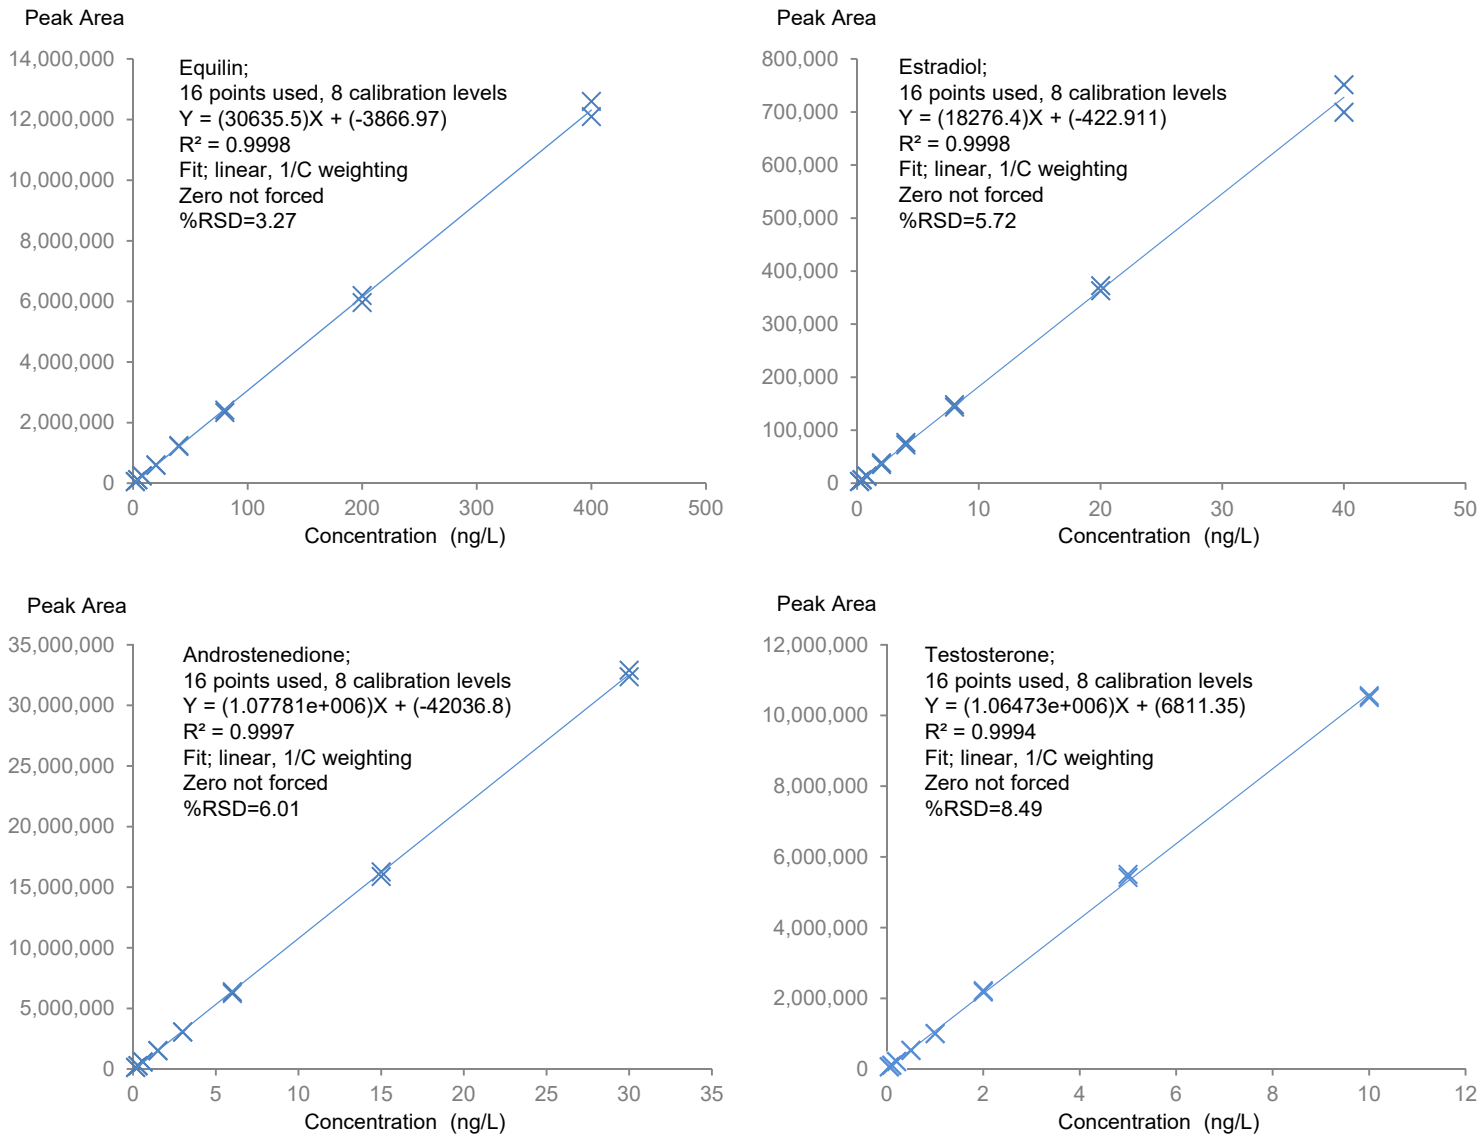 Peak Area
14,000,000
12,000,000
10,000,000
8,000,000
6,000,000
4,000,000
2,000,000
0
Equilin;
16 points used, 8 calibration levels
Y = (30635.5)X + (-3866.97)
R² = 0.9998
Fit; linear, 1/C weighting
Zero not forced
%RSD=3.27
0 100 200 300 400 500
Concentration (ng/L)
Peak Area
800,000
700,000
600,000
500,000
400,000
300,000
200,000
100,000
0
Estradiol;
16 points used, 8 calibration levels
Y = (18276.4)X + (-422.911)
R² = 0.9998
Fit; linear, 1/C weighting
Zero not forced
%RSD=5.72
0 10 20 30 40 50
Concentration (ng/L)
Peak Area
35,000,000
30,000,000
25,000,000
20,000,000
15,000,000
10,000,000
5,000,000
0
Androstenedione;
16 points used, 8 calibration levels
Y = (1.07781e+006)X + (-42036.8)
R² = 0.9997
Fit; linear, 1/C weighting
Zero not forced
%RSD=6.01
0 5 10 15 20 25 30 35
Concentration (ng/L)
Peak Area
12,000,000
10,000,000
8,000,000
6,000,000
4,000,000
2,000,000
0
Testosterone;
16 points used, 8 calibration levels
Y = (1.06473e+006)X + (6811.35)
R² = 0.9994
Fit; linear, 1/C weighting
Zero not forced
%RSD=8.49
0 2 4 6 8 10 12
Concentration (ng/L)